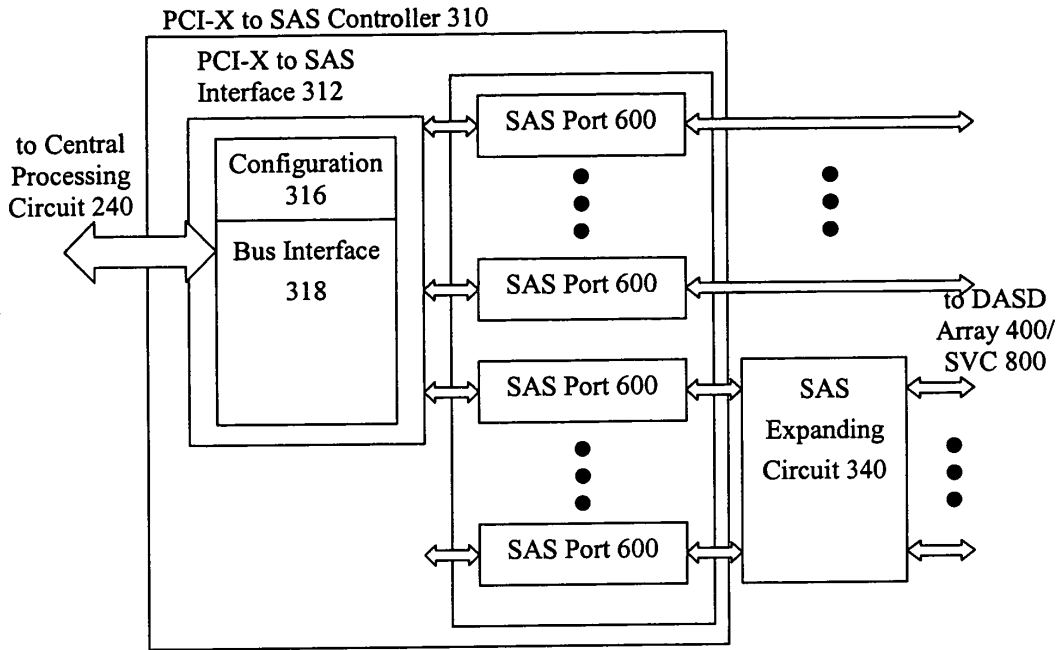 PCI-X to SAS Controller 310
PCI-X to SAS
Interface 312
to Central
Processing
Circuit 240
Configuration
316
Bus Interface
318
SAS Port 600
SAS Port 600
SAS Port 600
SAS Port 600
to DASD
Array 400/
SVC 800
SAS
Expanding
Circuit 340